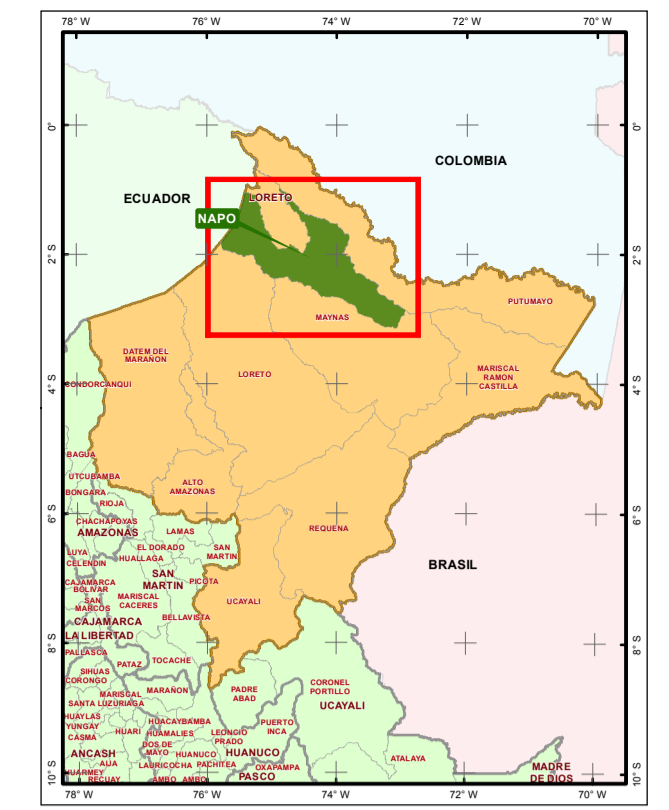 78° W 76° W 74° W 72° W 70° W
0° 0°
COLOMBIA
ECUADOR
LORETO
NAPO
2° S 2° S
PUTUMAYO
MAYNAS
DATEM DEL
MARAÑON
LORETO
MARISCAL
RAMON
CASTILLA
CONDORCANQUI
4° S 4° S
BAGUA
UTCUBAMBA
ALTO
AMAZONAS
BONGARA
RIOJA
6° S 6° S
CHACHAPOYAS
AMAZONAS
LAMAS
REQUENA
EL DORADO
SAN
MARTIN
LUYA
HUALLAGA
CELENDIN
BRASIL
SAN
MARTIN
PICOTA
CAJAMARCA
BOLIVAR
MARISCAL
CACERES
SAN
MARCOS
UCAYALI
BELLAVISTA
CAJAMARCA
LA LIBERTAD
8° S 8° S
PALLASCA
PATAZ
TOCACHE
SIHUAS
CORONGO
MARISCAL
LUZURIAGA
MARAÑON
PADRE
ABAD
CORONEL
PORTILLO
SANTA
UCAYALI
HUAYLAS
HUACAYBAMBA
PUERTO
INCA
YUNGAY
HUARI
HUAMALIES
LEONCIO
PRADO
CASMA
DOS DE
MAYO
HUANUCO
HUANUCO
ANCASH
ATALAYA
AIJA
LAURICOCHA
PACHITEA
OXAPAMPA
MADRE
DE DIOS
HUARMEY
RECUAY
AMBO
AMBO
PASCO
10° S 10° S
78° W 76° W 74° W 72° W 70° W